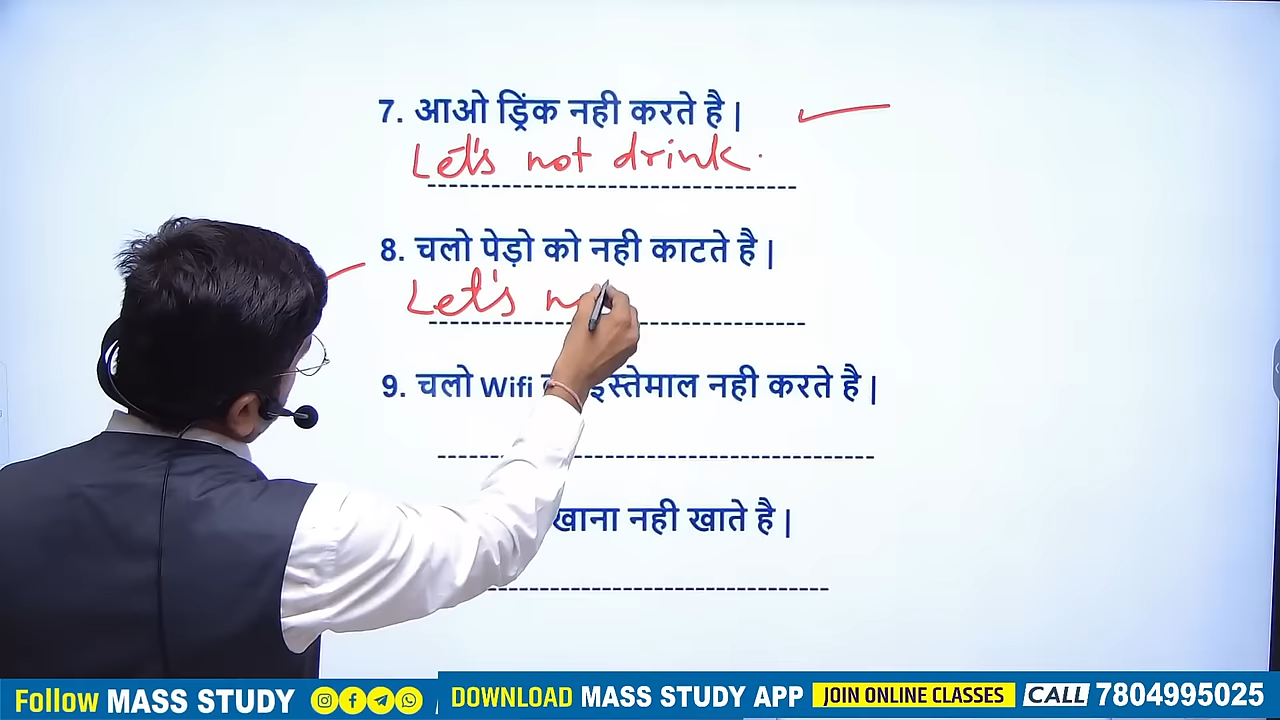 7. आओ ड्रिंक नही करते है |
Let's not drink.
8. चलो पेड़ो को नही काटते है |
Let's
9. चलो Wifi इस्तेमाल नही करते है |
खाना नही खाते है |
Follow MASS STUDY DOWNLOAD MASS STUDY APP JOIN ONLINE CLASSES CALL 7804995025